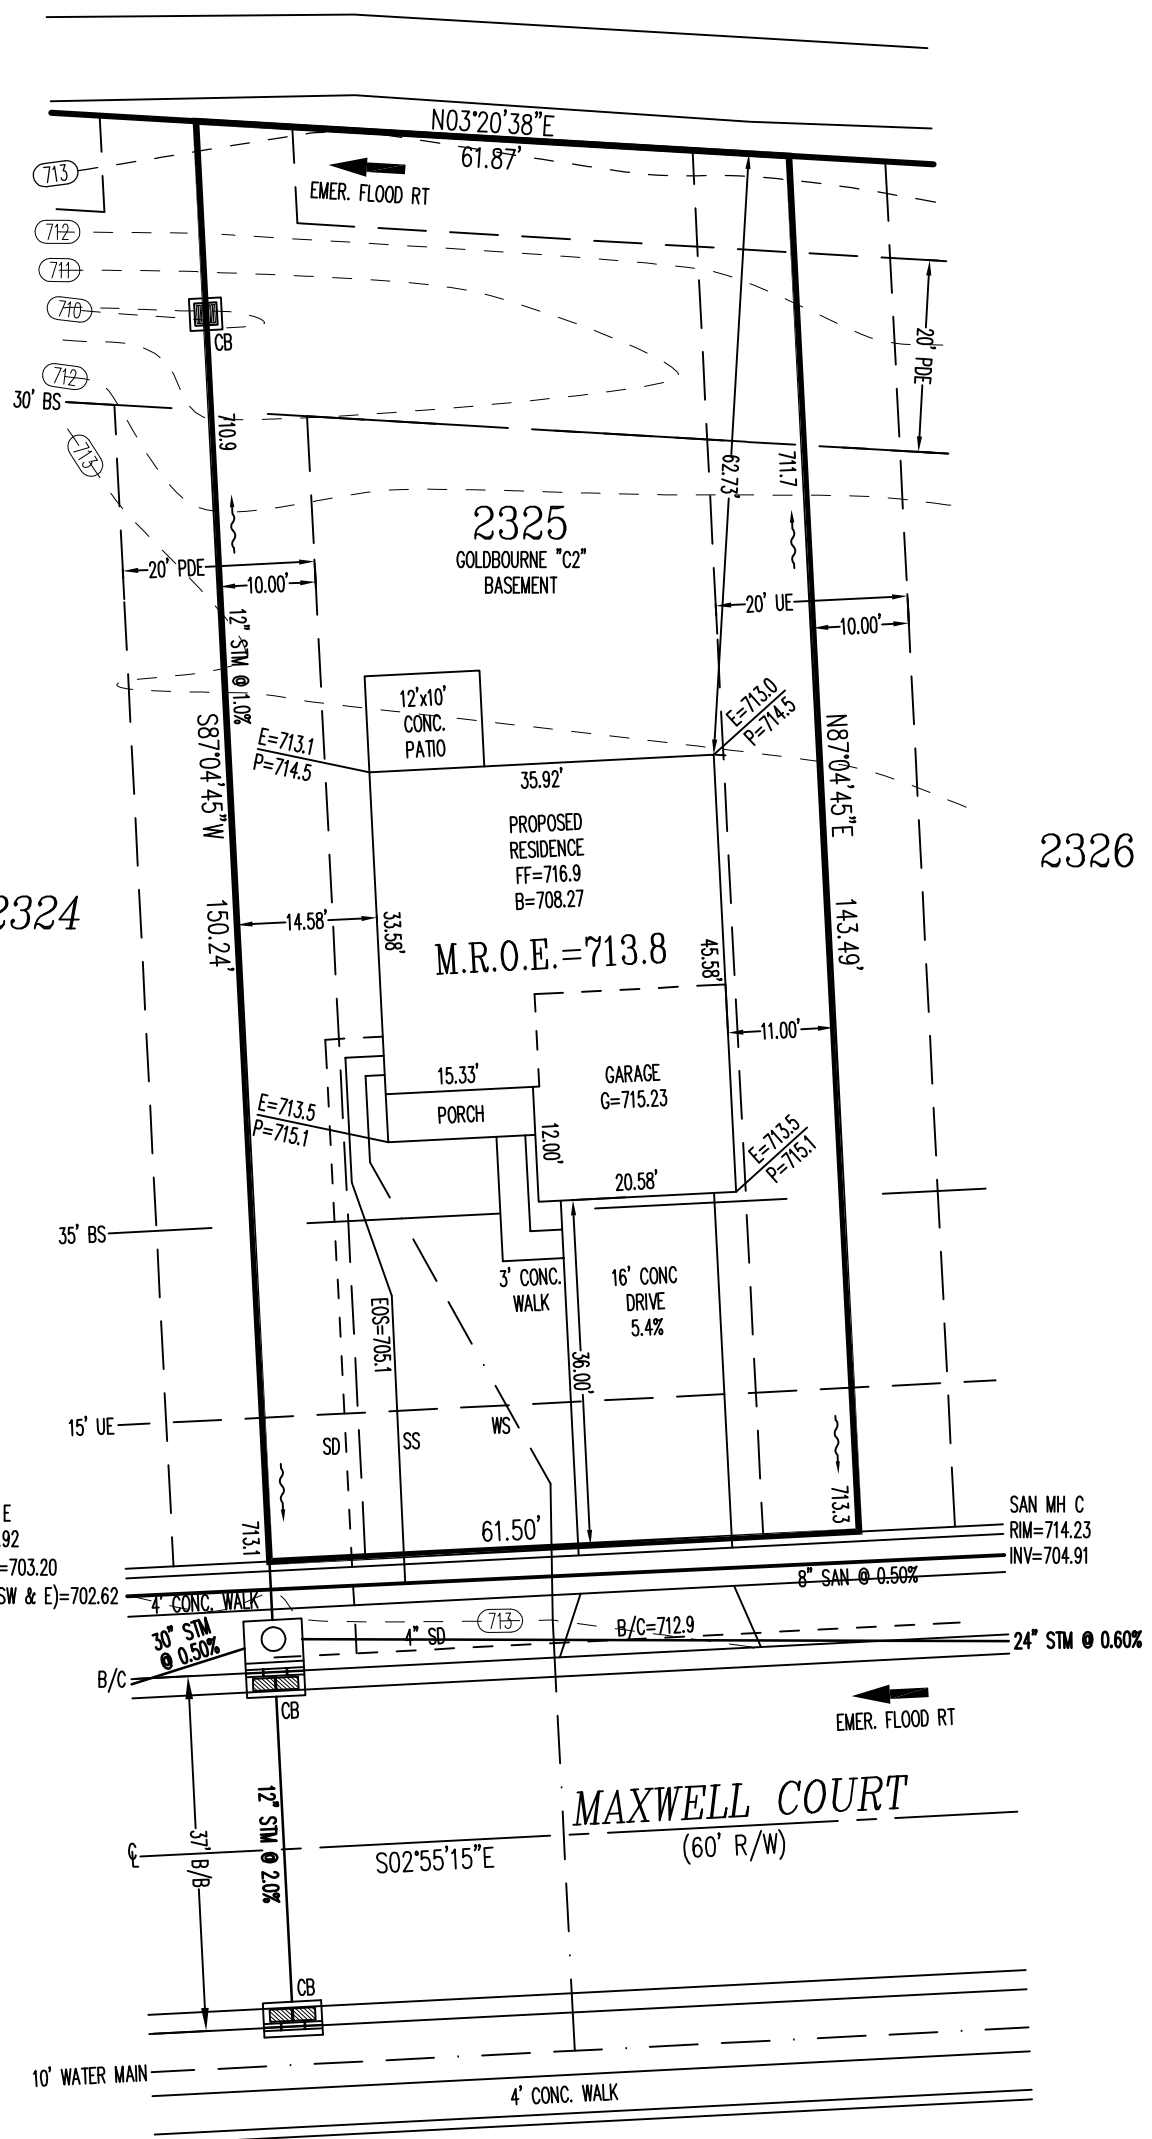 N03°20'38"E
61.87'
EMER. FLOOD RT
713
712
711
710
CB
712
30' BS
713
710.9
20' PDE
62.73'
711.7
2325
GOLDBOURNE "C2"
BASEMENT
20' PDE
10.00'
20' UE
10.00'
12" STM @ 1.0%
12'x10'
CONC.
PATIO
E=713.0
P=714.5
E=713.1
P=714.5
S87°04'45"W
150.24'
N87°04'45"E
143.49'
35.92'
PROPOSED
RESIDENCE
FF=716.9
B=708.27
2326
2324
14.58'
33.58'
M.R.O.E.=713.8
45.58'
11.00'
15.33'
GARAGE
G=715.23
PORCH
E=713.5
P=715.1
12.00'
E=713.5
P=715.1
20.58'
35' BS
3' CONC.
WALK
16' CONC
DRIVE
5.4%
EOS=705.1
36.00'
15' UE
SD
SS
WS
713.1
61.50'
713.3
E
92
=703.20
SW & E)=702.62
SAN MH C
RIM=714.23
INV=704.91
8" SAN @ 0.50%
4' CONC. WALK
30" STM
@ 0.50%
713
4" SD
B/C=712.9
24" STM @ 0.60%
B/C
CB
EMER. FLOOD RT
MAXWELL COURT
(60' R/W)
12" STM @ 2.0%
37' B/B
CL
S02°55'15"E
CB
10' WATER MAIN
4' CONC. WALK